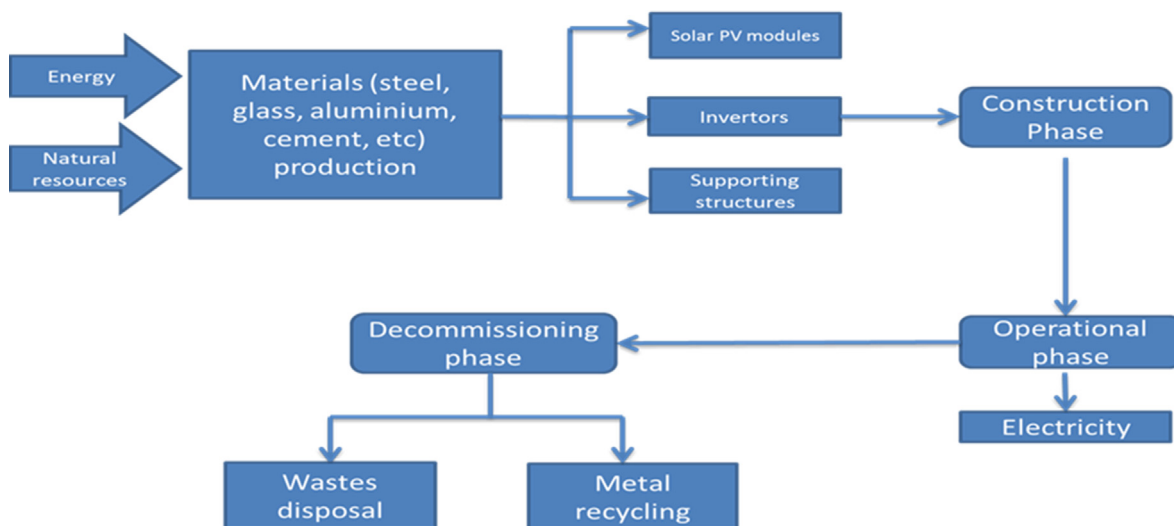 Energy
Natural
resources
Materials (steel,
glass, aluminium,
cement, etc)
production
Solar PV modules
Invertors
Supporting
structures
Construction
Phase
Operational
phase
Electricity
Decommissioning
phase
Wastes
disposal
Metal
recycling